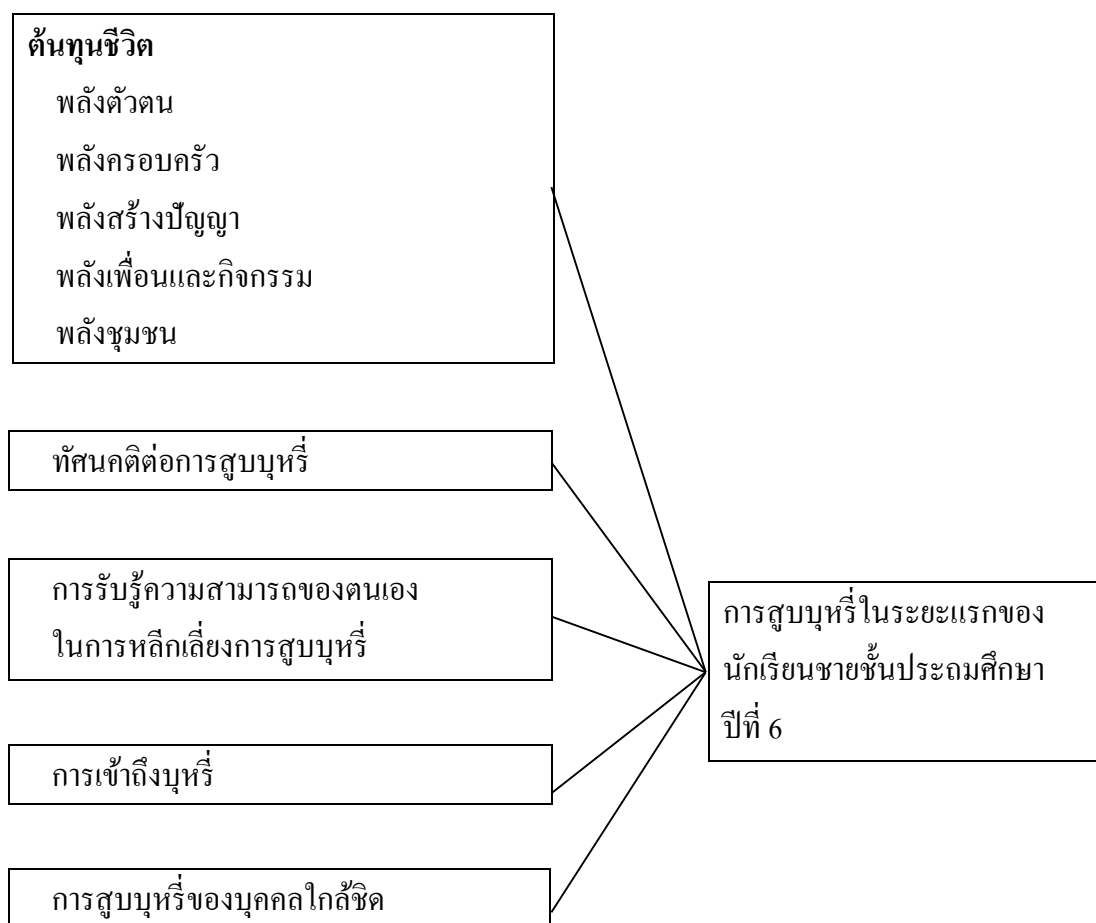 ต้นทุนชีวิต
พลังตัวตน
พลังครอบครัว
พลังสร้างปัญญา
พลังเพื่อนและกิจกรรม
พลังชุมชน
ทัศนคติต่อการสูบบุหรี่
การรับรู้ความสามารถของตนเอง
ในการหลีกเลี่ยงการสูบบุหรี่
การเข้าถึงบุหรี่
การสูบบุหรี่ของบุคคลใกล้ชิด
การสูบบุหรี่ในระยะแรกของ
นักเรียนชายชั้นประถมศึกษา
ปีที่ 6